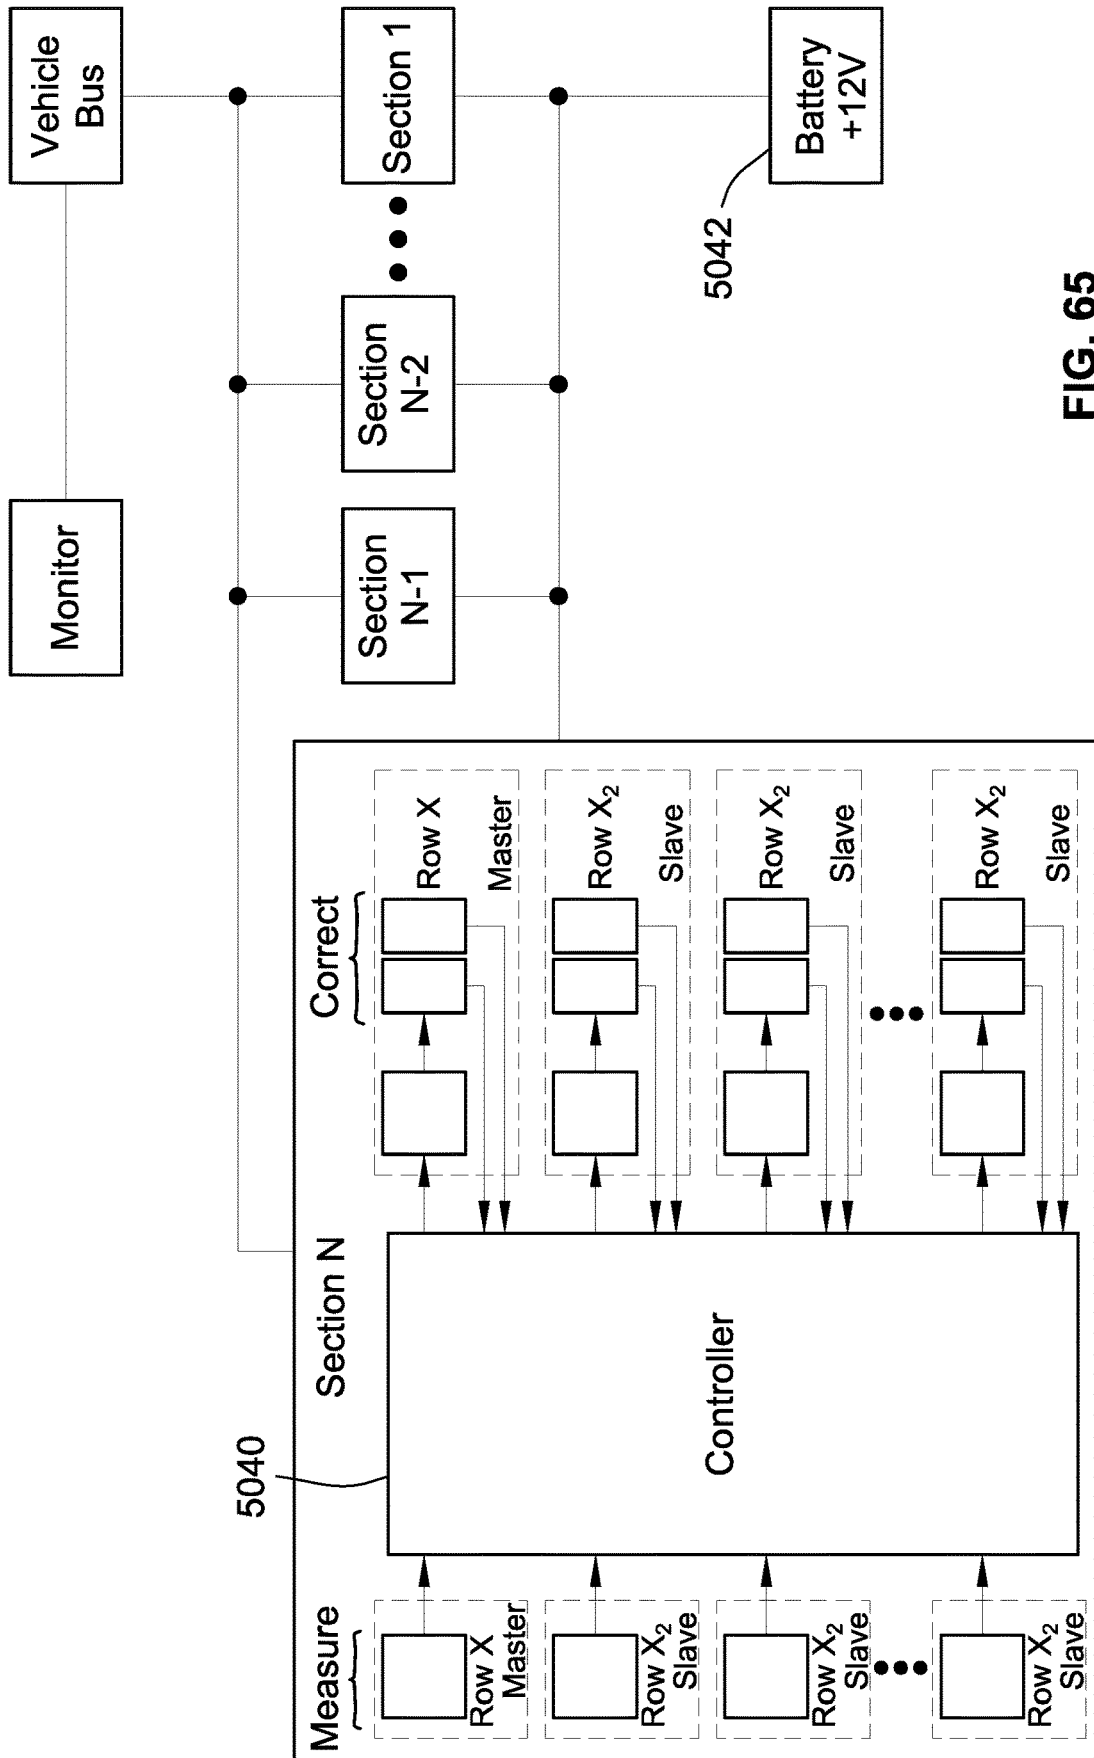 Monitor
Vehicle
Bus
Section
N-1
Section
N-2
Section 1
Section N
5040
Measure
Correct
Row X
Master
Row X
Master
Row X₂
Slave
Row X₂
Slave
Row X₂
Slave
Row X₂
Slave
Row X₂
Slave
Row X₂
Slave
Controller
5042
Battery
+12V
FIG. 65